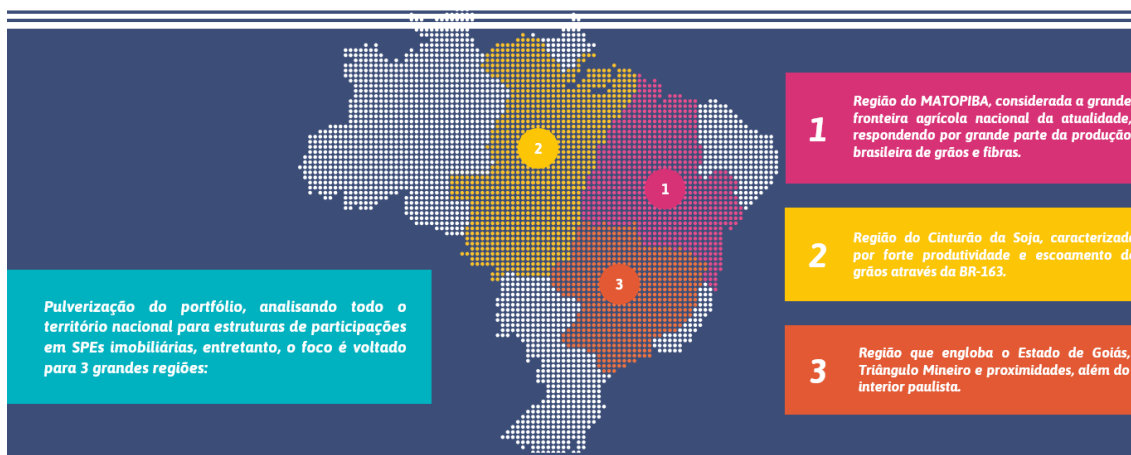 Pulverização do portfólio, analisando todo o
território nacional para estruturas de participações
em SPEs imobiliárias, entretanto, o foco é voltado
para 3 grandes regiões:
2
1
3
1
Região do MATOPIBA, considerada a grande
fronteira agrícola nacional da atualidade,
respondendo por grande parte da produção
brasileira de grãos e fibras.
2
Região do Cinturão da Soja, caracterizada
por forte produtividade e escoamento de
grãos através da BR-163.
3
Região que engloba o Estado de Goiás,
Triângulo Mineiro e proximidades, além do
interior paulista.